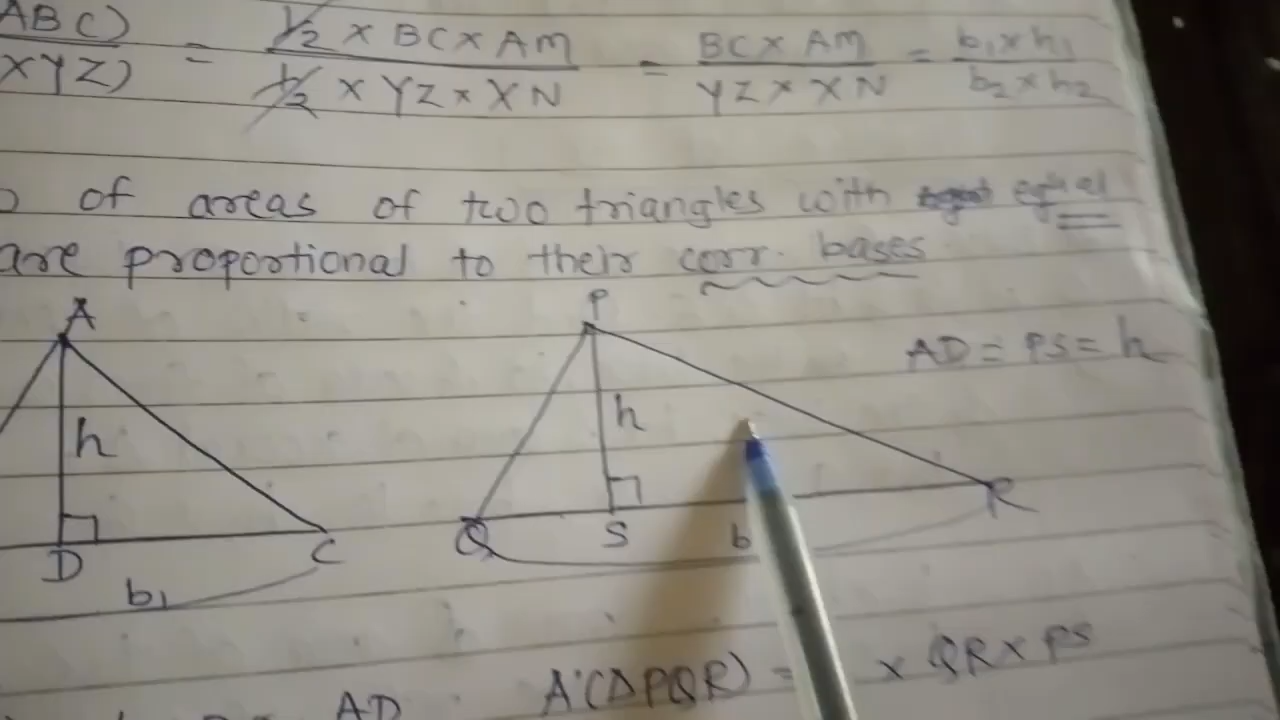 ABC) = 1/2 × BC × AM = BC × AM = b₁ × h₁
XYZ) 1/2 × YZ × XN YZ × XN b₂ × h₂
of areas of two triangles with equal
are proportional to their corr. bases
A P
AD = PS = h
h h
D C Q S R
b₁ b
AD A(ΔPQR) = × QR × PS